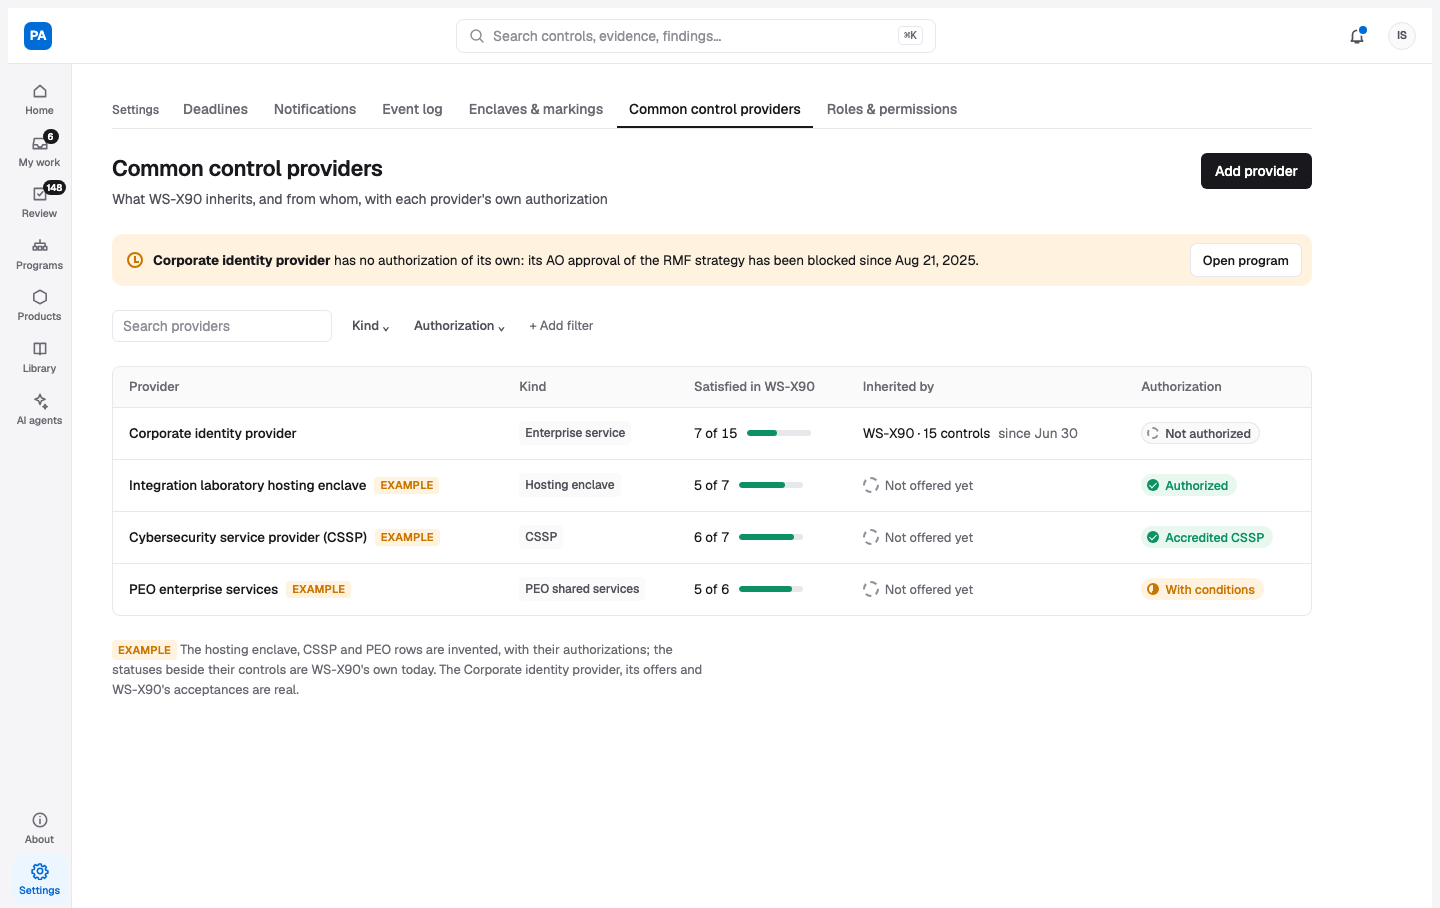 PA
Search controls, evidence, findings...
⌘K
IS
Home
6
My work
148
Review
Programs
Products
Library
AI agents
About
Settings
Settings
Deadlines
Notifications
Event log
Enclaves & markings
Common control providers
Roles & permissions
Common control providers
Add provider
What WS-X90 inherits, and from whom, with each provider's own authorization
Corporate identity provider has no authorization of its own: its AO approval of the RMF strategy has been blocked since Aug 21, 2025.
Open program
Search providers
Kind
Authorization
+ Add filter
Provider Kind Satisfied in WS-X90 Inherited by Authorization
Corporate identity provider Enterprise service 7 of 15 WS-X90 · 15 controls since Jun 30 Not authorized
Integration laboratory hosting enclave EXAMPLE Hosting enclave 5 of 7 Not offered yet Authorized
Cybersecurity service provider (CSSP) EXAMPLE CSSP 6 of 7 Not offered yet Accredited CSSP
PEO enterprise services EXAMPLE PEO shared services 5 of 6 Not offered yet With conditions
EXAMPLE The hosting enclave, CSSP and PEO rows are invented, with their authorizations; the
statuses beside their controls are WS-X90's own today. The Corporate identity provider, its offers and
WS-X90's acceptances are real.